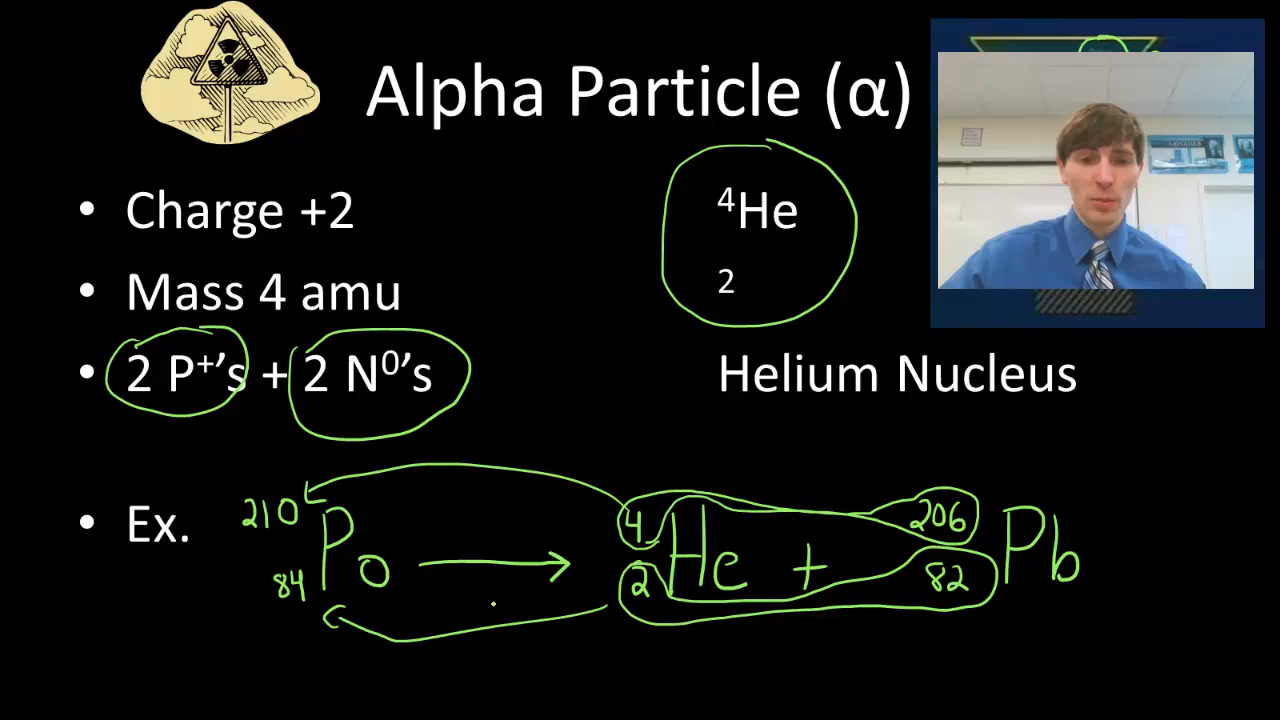 Alpha Particle (α)
• Charge +2
• Mass 4 amu
• 2 P⁺’s + 2 N⁰’s
⁴He
2
Helium Nucleus
• Ex. 210 84 Po → 4 2 He + 206 82 Pb